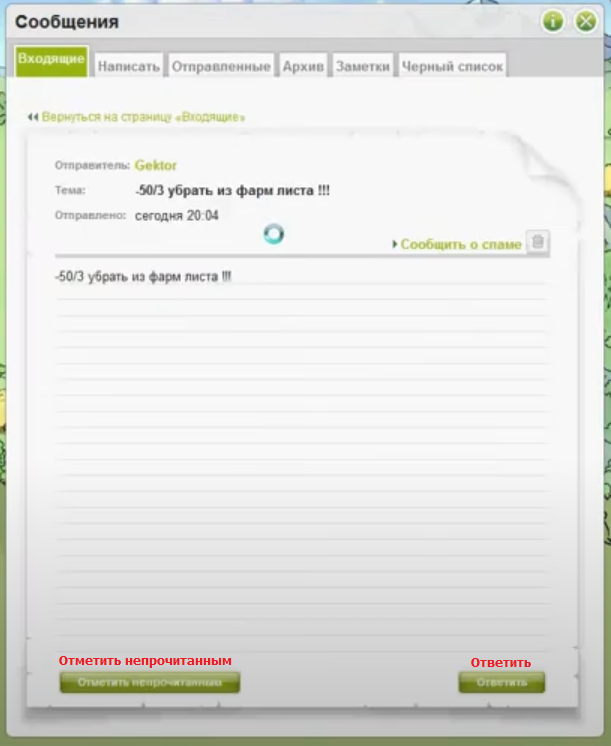 Сообщения
Входящие Написать Отправленные Архив Заметки Черный список
Вернуться на страницу «Входящие»
Отправитель: Gektor
Тема: -50/3 убрать из фарм листа !!!
Отправлено: сегодня 20:04
Сообщить о спаме
-50/3 убрать из фарм листа !!!
Отметить непрочитанным Ответить
Отметить непрочитанным Ответить